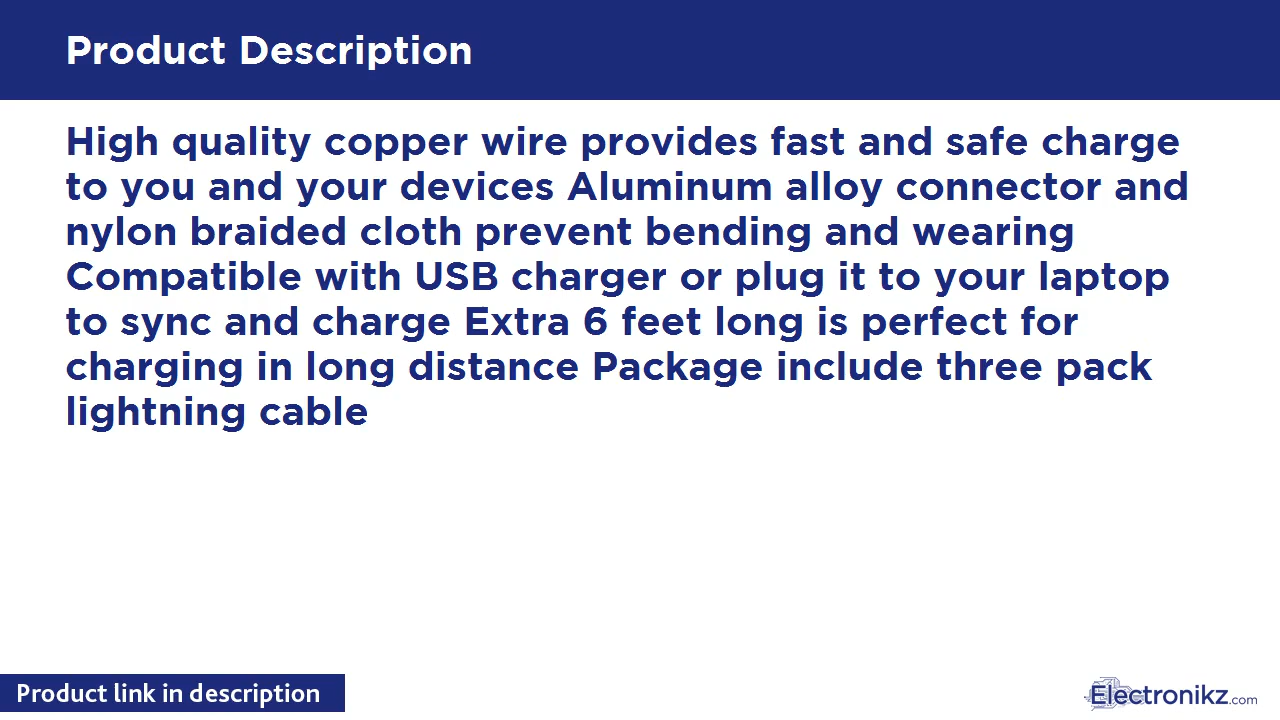 Product Description
High quality copper wire provides fast and safe charge
to you and your devices Aluminum alloy connector and
nylon braided cloth prevent bending and wearing
Compatible with USB charger or plug it to your laptop
to sync and charge Extra 6 feet long is perfect for
charging in long distance Package include three pack
lightning cable
Product link in description
Electronikz.com